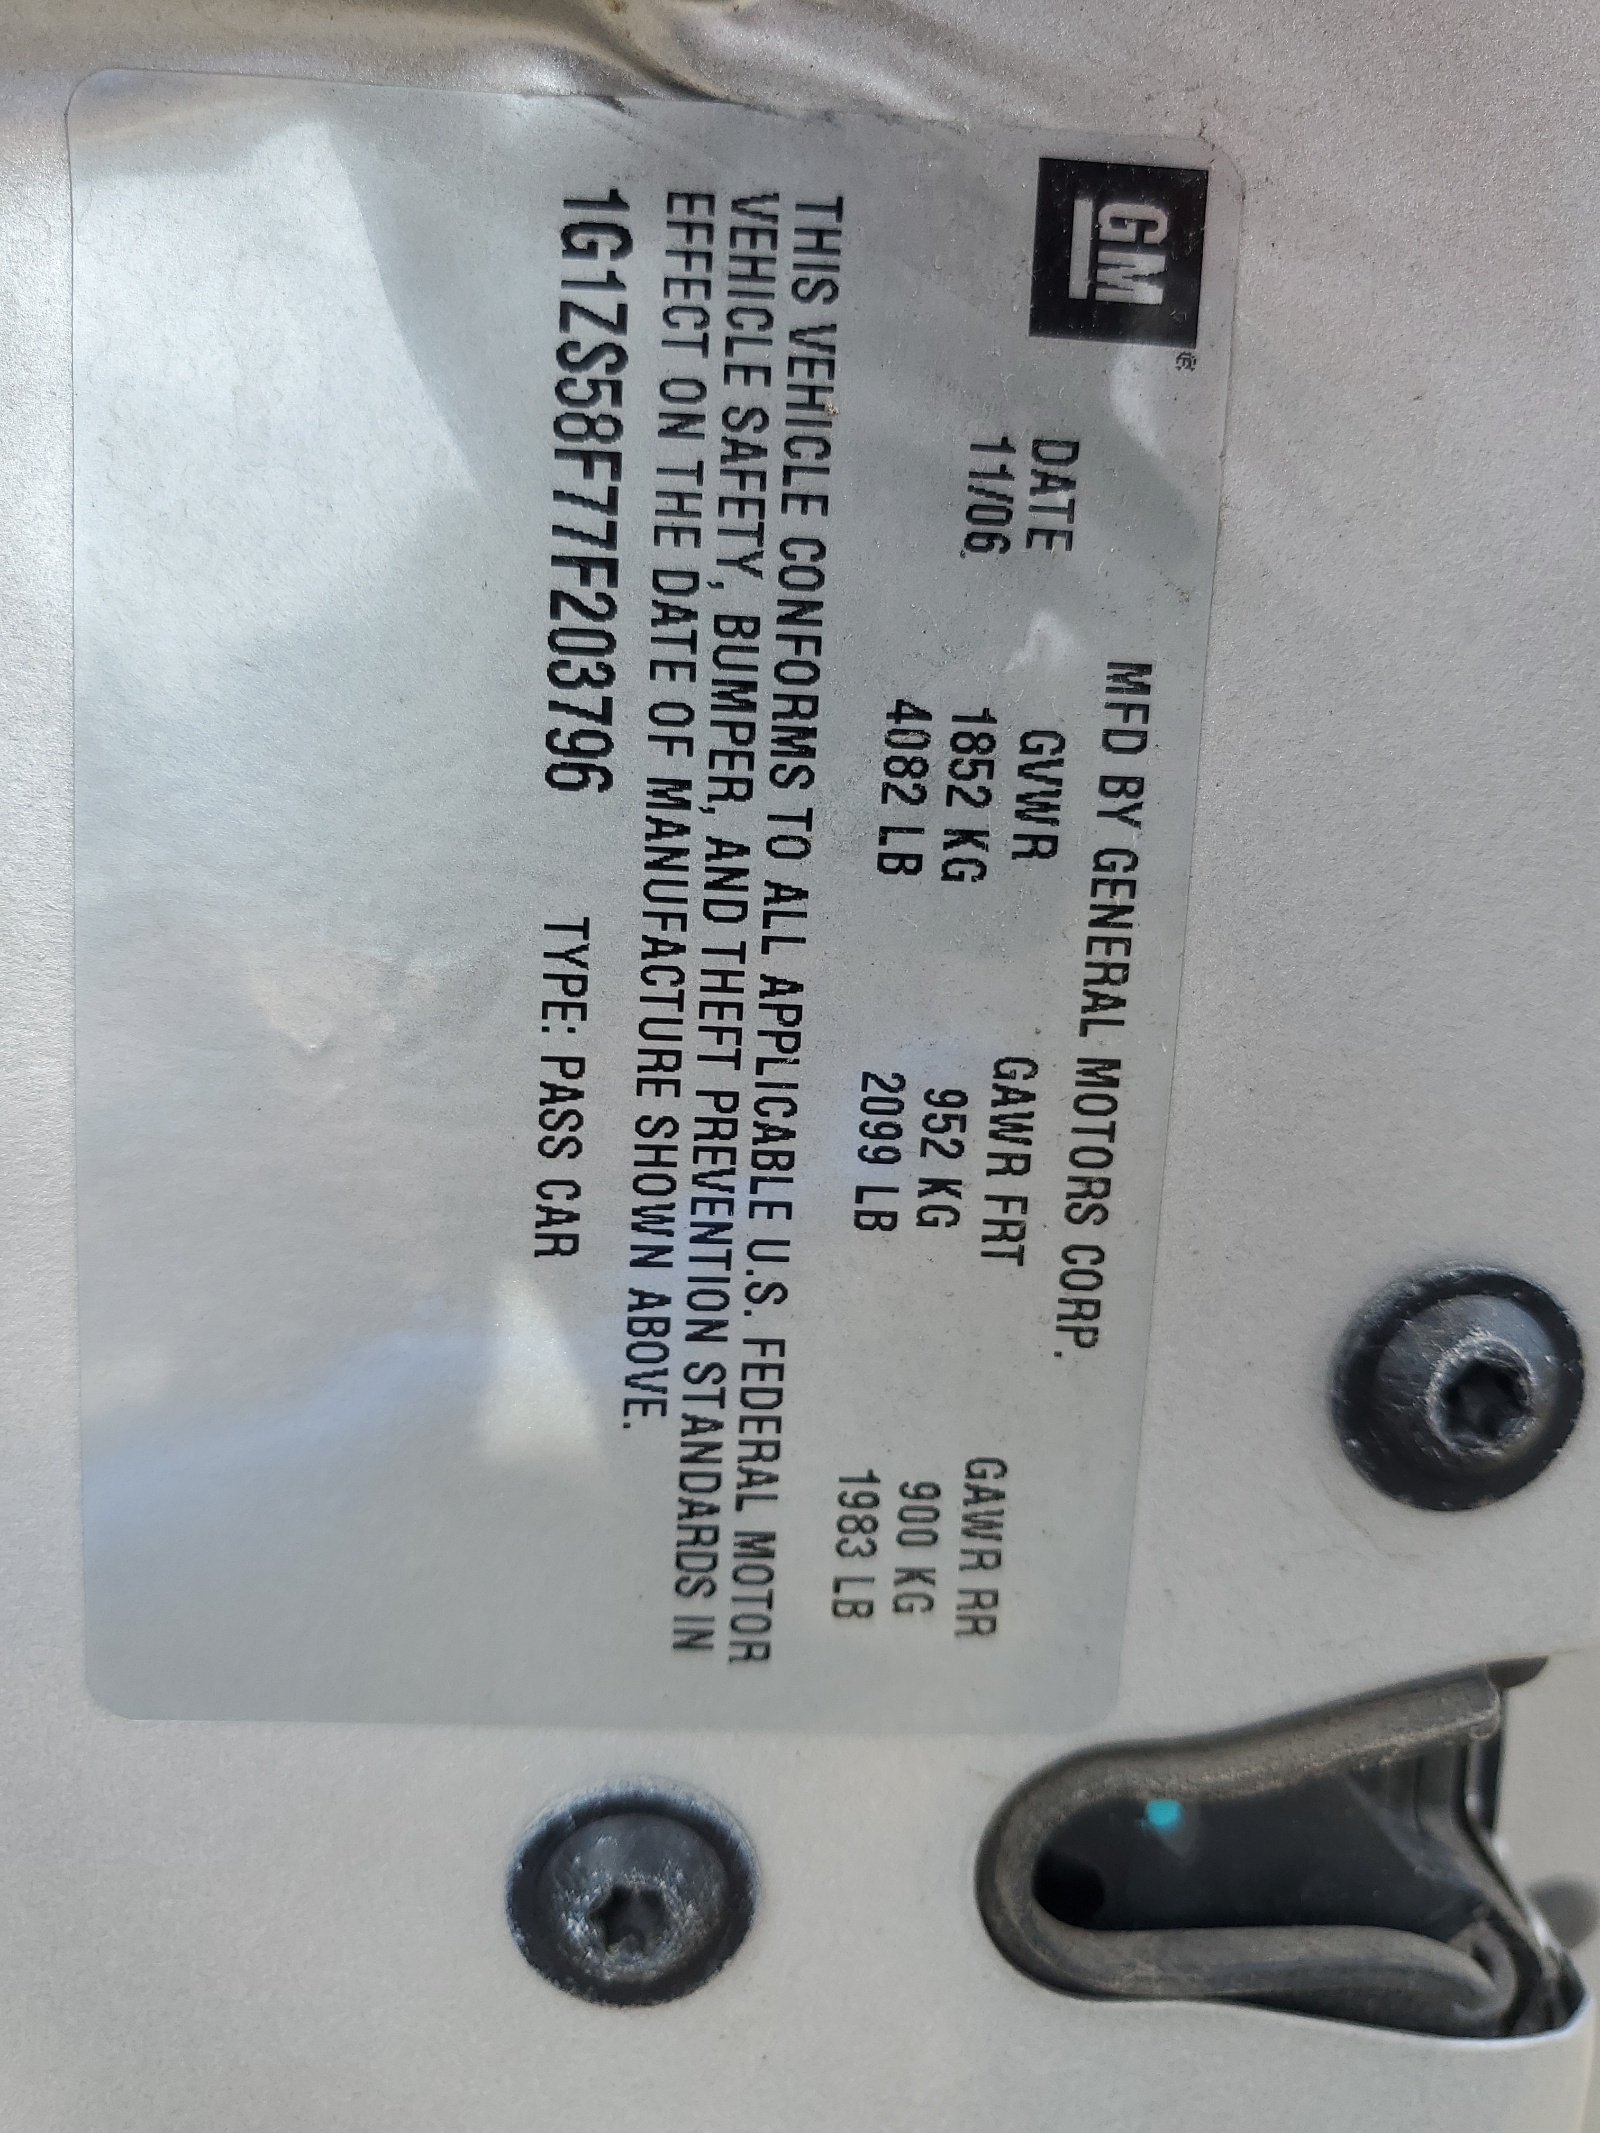 GM®
MFD BY GENERAL MOTORS CORP.
DATE GVWR GAWR FRT GAWR RR
11/06 1852 KG 952 KG 900 KG
4082 LB 2099 LB 1983 LB
THIS VEHICLE CONFORMS TO ALL APPLICABLE U.S. FEDERAL MOTOR
VEHICLE SAFETY, BUMPER, AND THEFT PREVENTION STANDARDS IN
EFFECT ON THE DATE OF MANUFACTURE SHOWN ABOVE.
1G1ZS58F77F203796 TYPE: PASS CAR